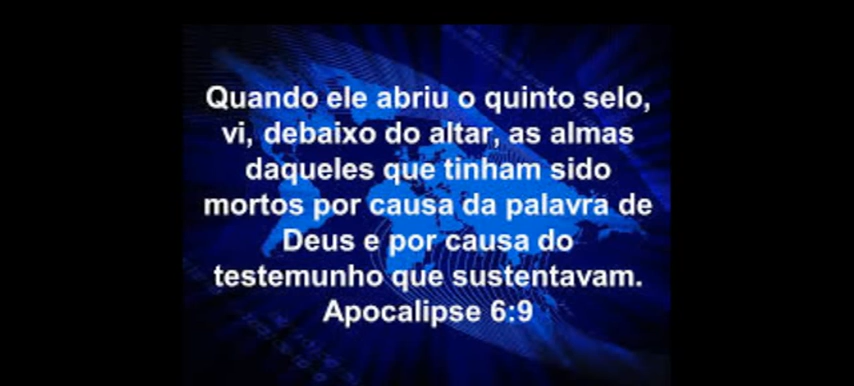 Quando ele abriu o quinto selo,
vi, debaixo do altar, as almas
daqueles que tinham sido
mortos por causa da palavra de
Deus e por causa do
testemunho que sustentavam.
Apocalipse 6:9